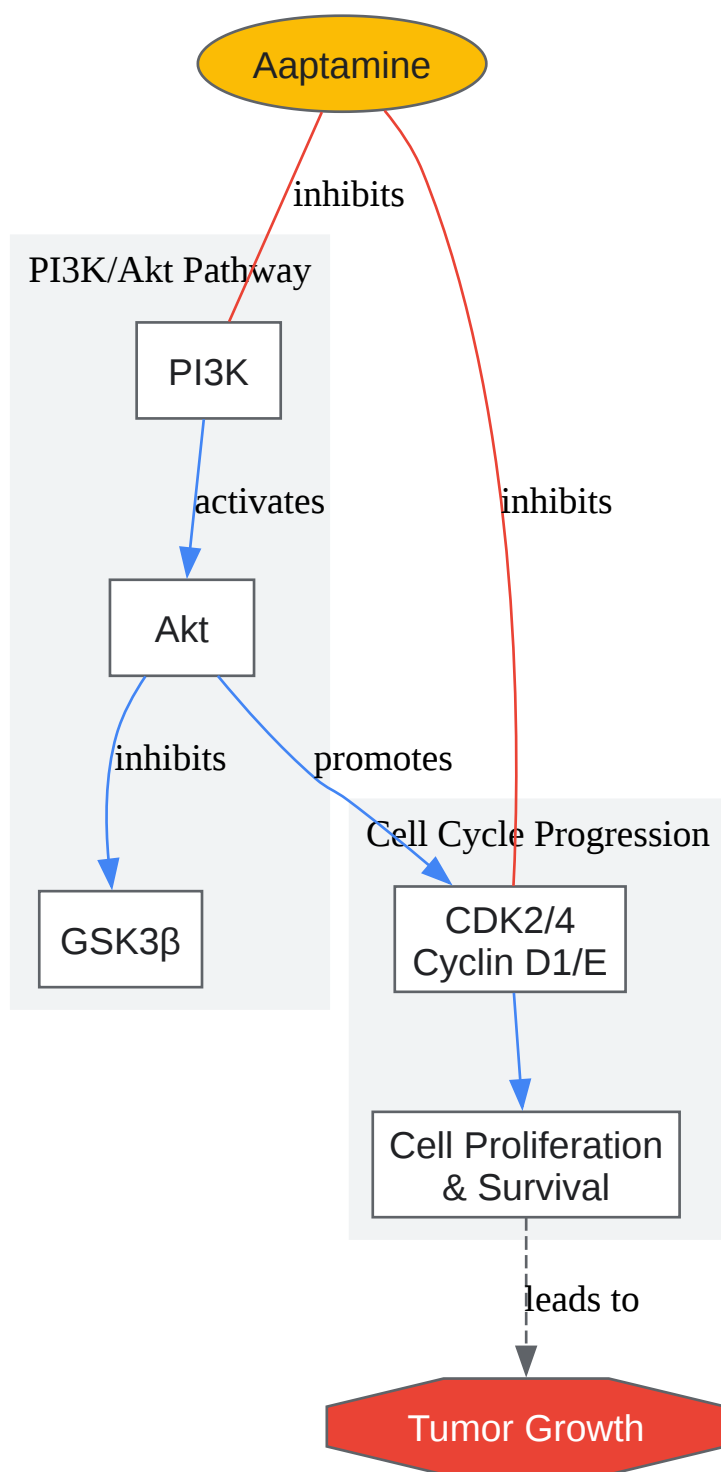 Aaptamine
inhibits
PI3K/Akt Pathway
PI3K
activates
inhibits
Akt
inhibits
promotes
Cell Cycle Progression
GSK3β
CDK2/4
Cyclin D1/E
Cell Proliferation
& Survival
leads to
Tumor Growth